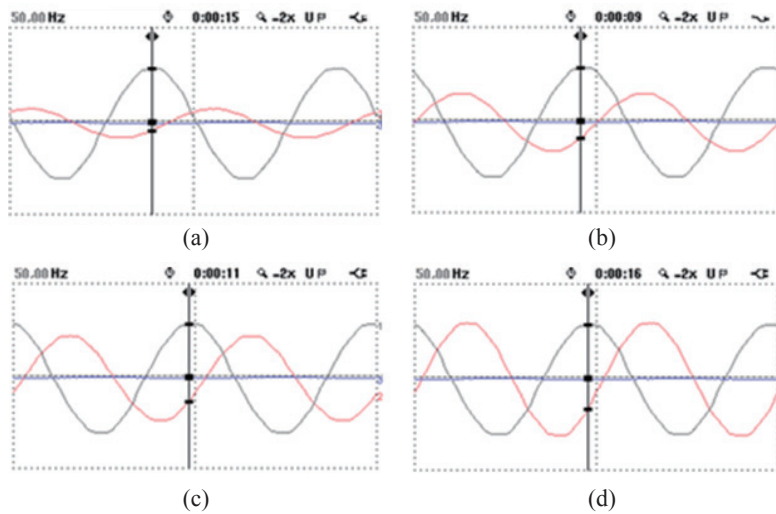 50.00 Hz 0:00:15 -2x U P
50.00 Hz 0:00:09 -2x U P
(a)
(b)
50.00 Hz 0:00:11 -2x U P
50.00 Hz 0:00:16 -2x U P
(c)
(d)